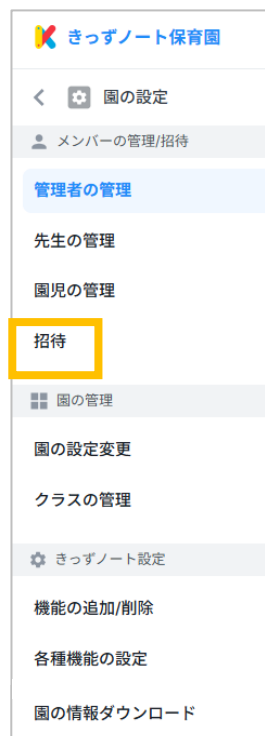 きっずノート保育園
園の設定
メンバーの管理/招待
管理者の管理
先生の管理
園児の管理
招待
園の管理
園の設定変更
クラスの管理
きっずノート設定
機能の追加/削除
各種機能の設定
園の情報ダウンロード